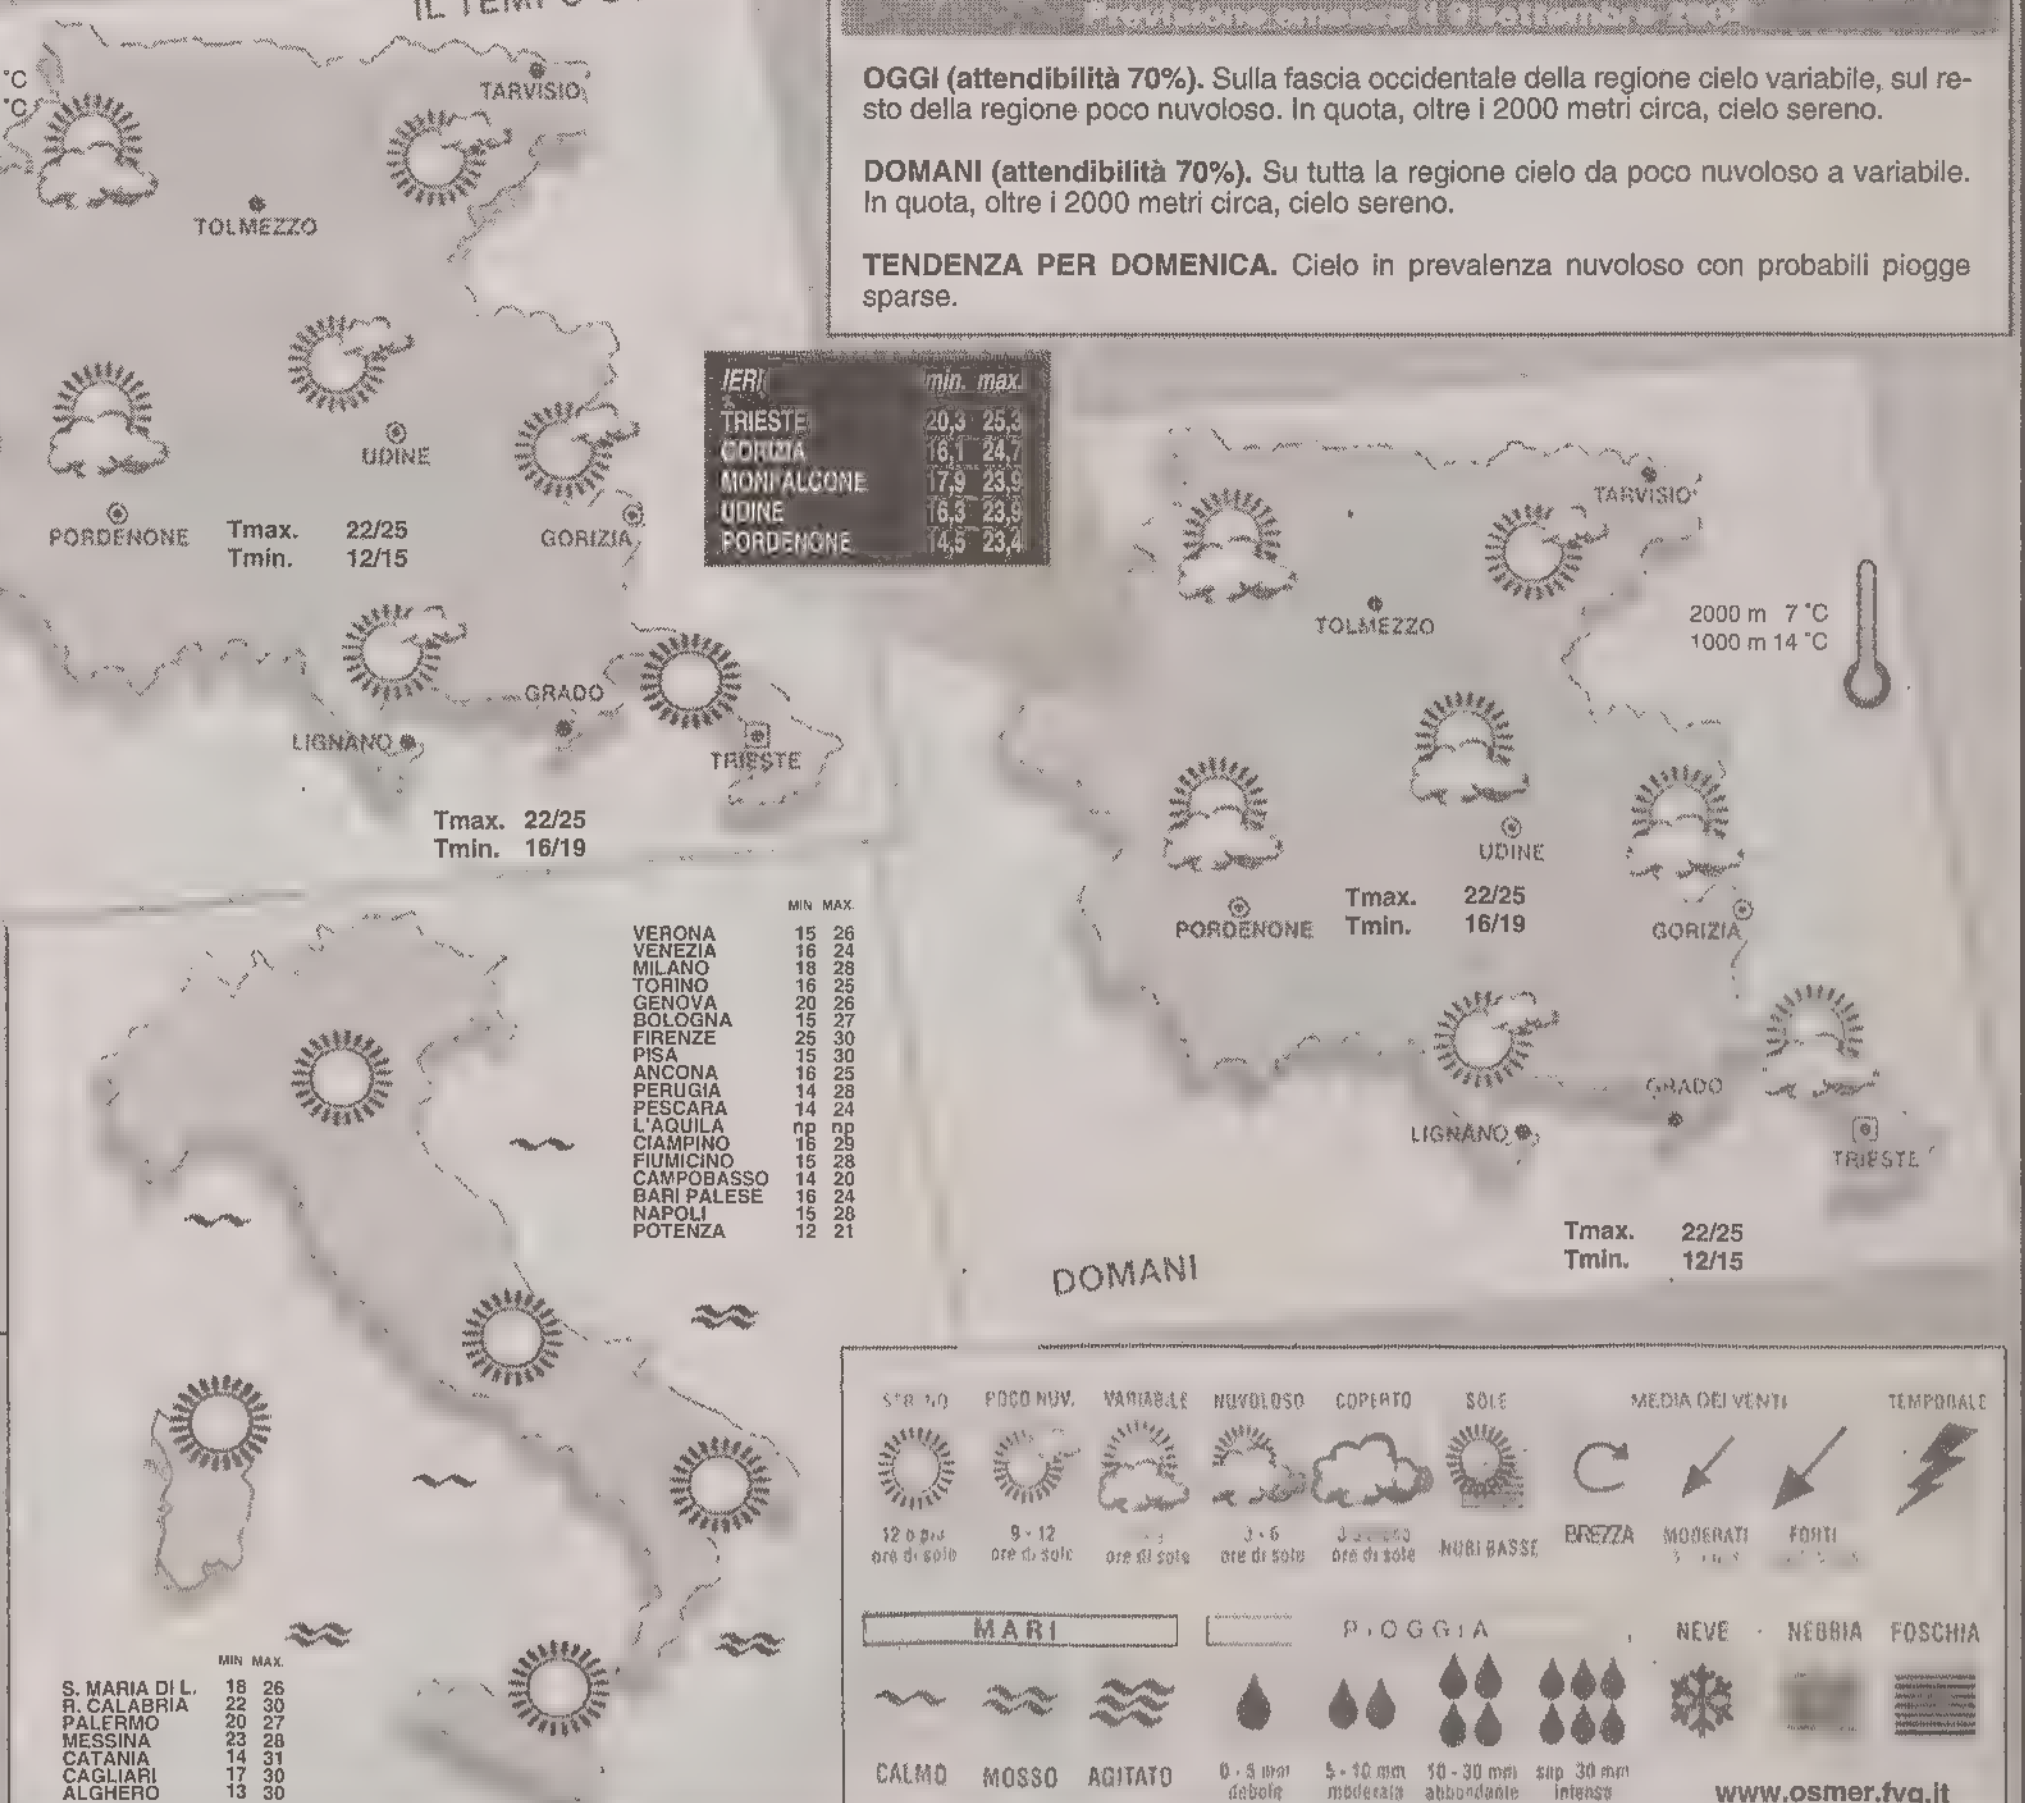 IL TEMPO
Previsione emessa il 9 settembre
OGGI (attendibilità 70%). Sulla fascia occidentale della regione cielo variabile, sul re-
sto della regione poco nuvoloso. In quota, oltre i 2000 metri circa, cielo sereno.
DOMANI (attendibilità 70%). Su tutta la regione cielo da poco nuvoloso a variabile.
In quota, oltre i 2000 metri circa, cielo sereno.
TENDENZA PER DOMENICA. Cielo in prevalenza nuvoloso con probabili piogge
sparse.
°C
°C
TARVISIO
TOLMEZZO
UDINE
PORDENONE
Tmax. 22/25
Tmin. 12/15
GORIZIA
GRADO
LIGNANO
TRIESTE
Tmax. 22/25
Tmin. 16/19
IERI min. max.
TRIESTE 20,3 25,3
GORIZIA 16,1 24,7
MONFALCONE 17,9 23,9
UDINE 16,3 23,9
PORDENONE 14,5 23,4
TARVISIO
TOLMEZZO
2000 m 7 °C
1000 m 14 °C
UDINE
PORDENONE
Tmax. 22/25
Tmin. 16/19
GORIZIA
GRADO
LIGNANO
TRIESTE
Tmax. 22/25
Tmin. 12/15
DOMANI
MIN MAX.
VERONA 15 26
VENEZIA 16 24
MILANO 18 28
TORINO 16 25
GENOVA 20 26
BOLOGNA 15 27
FIRENZE 25 30
PISA 15 30
ANCONA 16 25
PERUGIA 14 28
PESCARA 14 24
L'AQUILA np np
CIAMPINO 16 29
FIUMICINO 15 28
CAMPOBASSO 14 20
BARI PALESE 16 24
NAPOLI 15 28
POTENZA 12 21
MIN MAX.
S. MARIA DI L. 18 26
R. CALABRIA 22 30
PALERMO 20 27
MESSINA 23 28
CATANIA 14 31
CAGLIARI 17 30
ALGHERO 13 30
SERENO POCO NUV. VARIABILE NUVOLOSO COPERTO SOLE MEDIA DEI VENTI TEMPORALE
12 o più 9 - 12 3 - 6
ore di sole ore di sole ore di sole ore di sole ore di sole NUBI BASSE BREZZA MODERATI FORTI
MARI PIOGGIA NEVE NEBBIA FOSCHIA
CALMO MOSSO AGITATO
0 - 5 mm 5 - 10 mm 10 - 30 mm sup 30 mm
debole moderata abbondante intensa
www.osmer.fvg.it